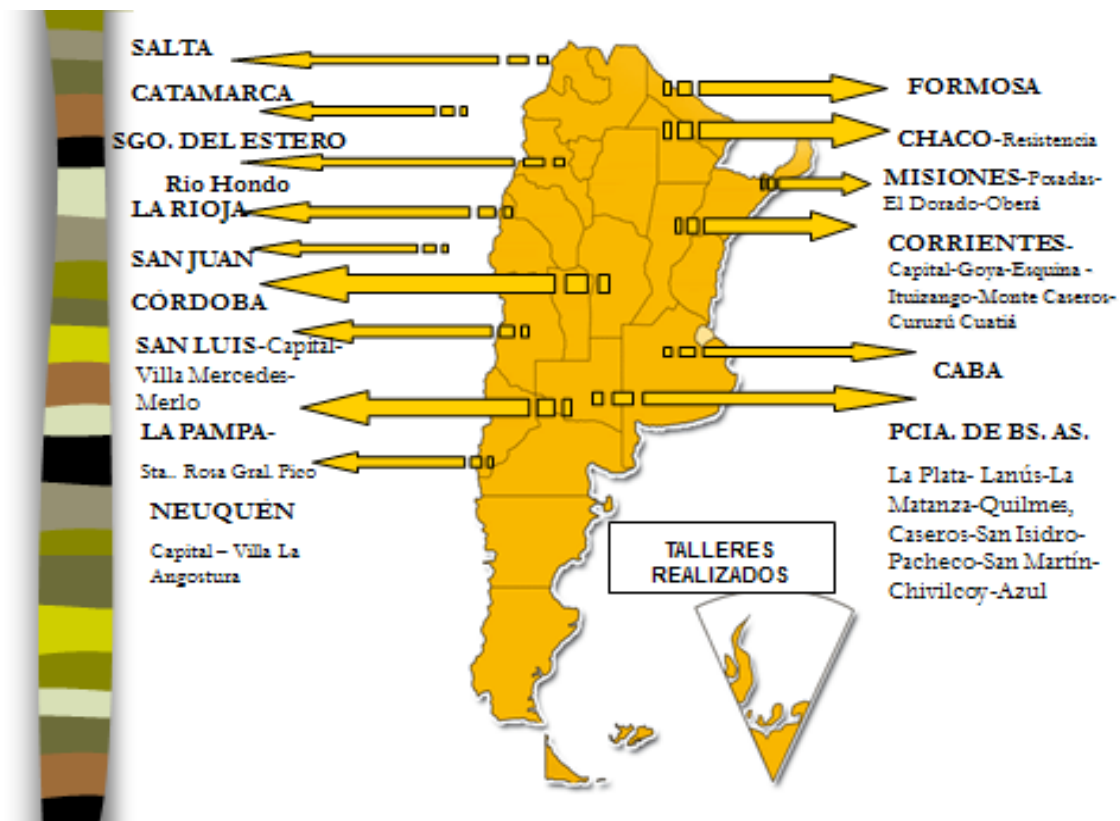 SALTA
CATAMARCA
SGO. DEL ESTERO
Rio Hondo
LA RIOJA
SAN JUAN
CÓRDOBA
SAN LUIS-Capital-
Villa Mercedes-
Merlo
LA PAMPA-
Sta.. Rosa Gral. Pico
NEUQUÉN
Capital – Villa La
Angostura
TALLERES
REALIZADOS
FORMOSA
CHACO-Resistencia
MISIONES-Posadas-
El Dorado-Oberá
CORRIENTES-
Capital-Goya-Esquina -
Ituizango-Monte Caseros-
Curuzú Cuatiá
CABA
PCIA. DE BS. AS.
La Plata- Lanús-La
Matanza-Quilmes,
Caseros-San Isidro-
Pacheco-San Martín-
Chivilcoy-Azul